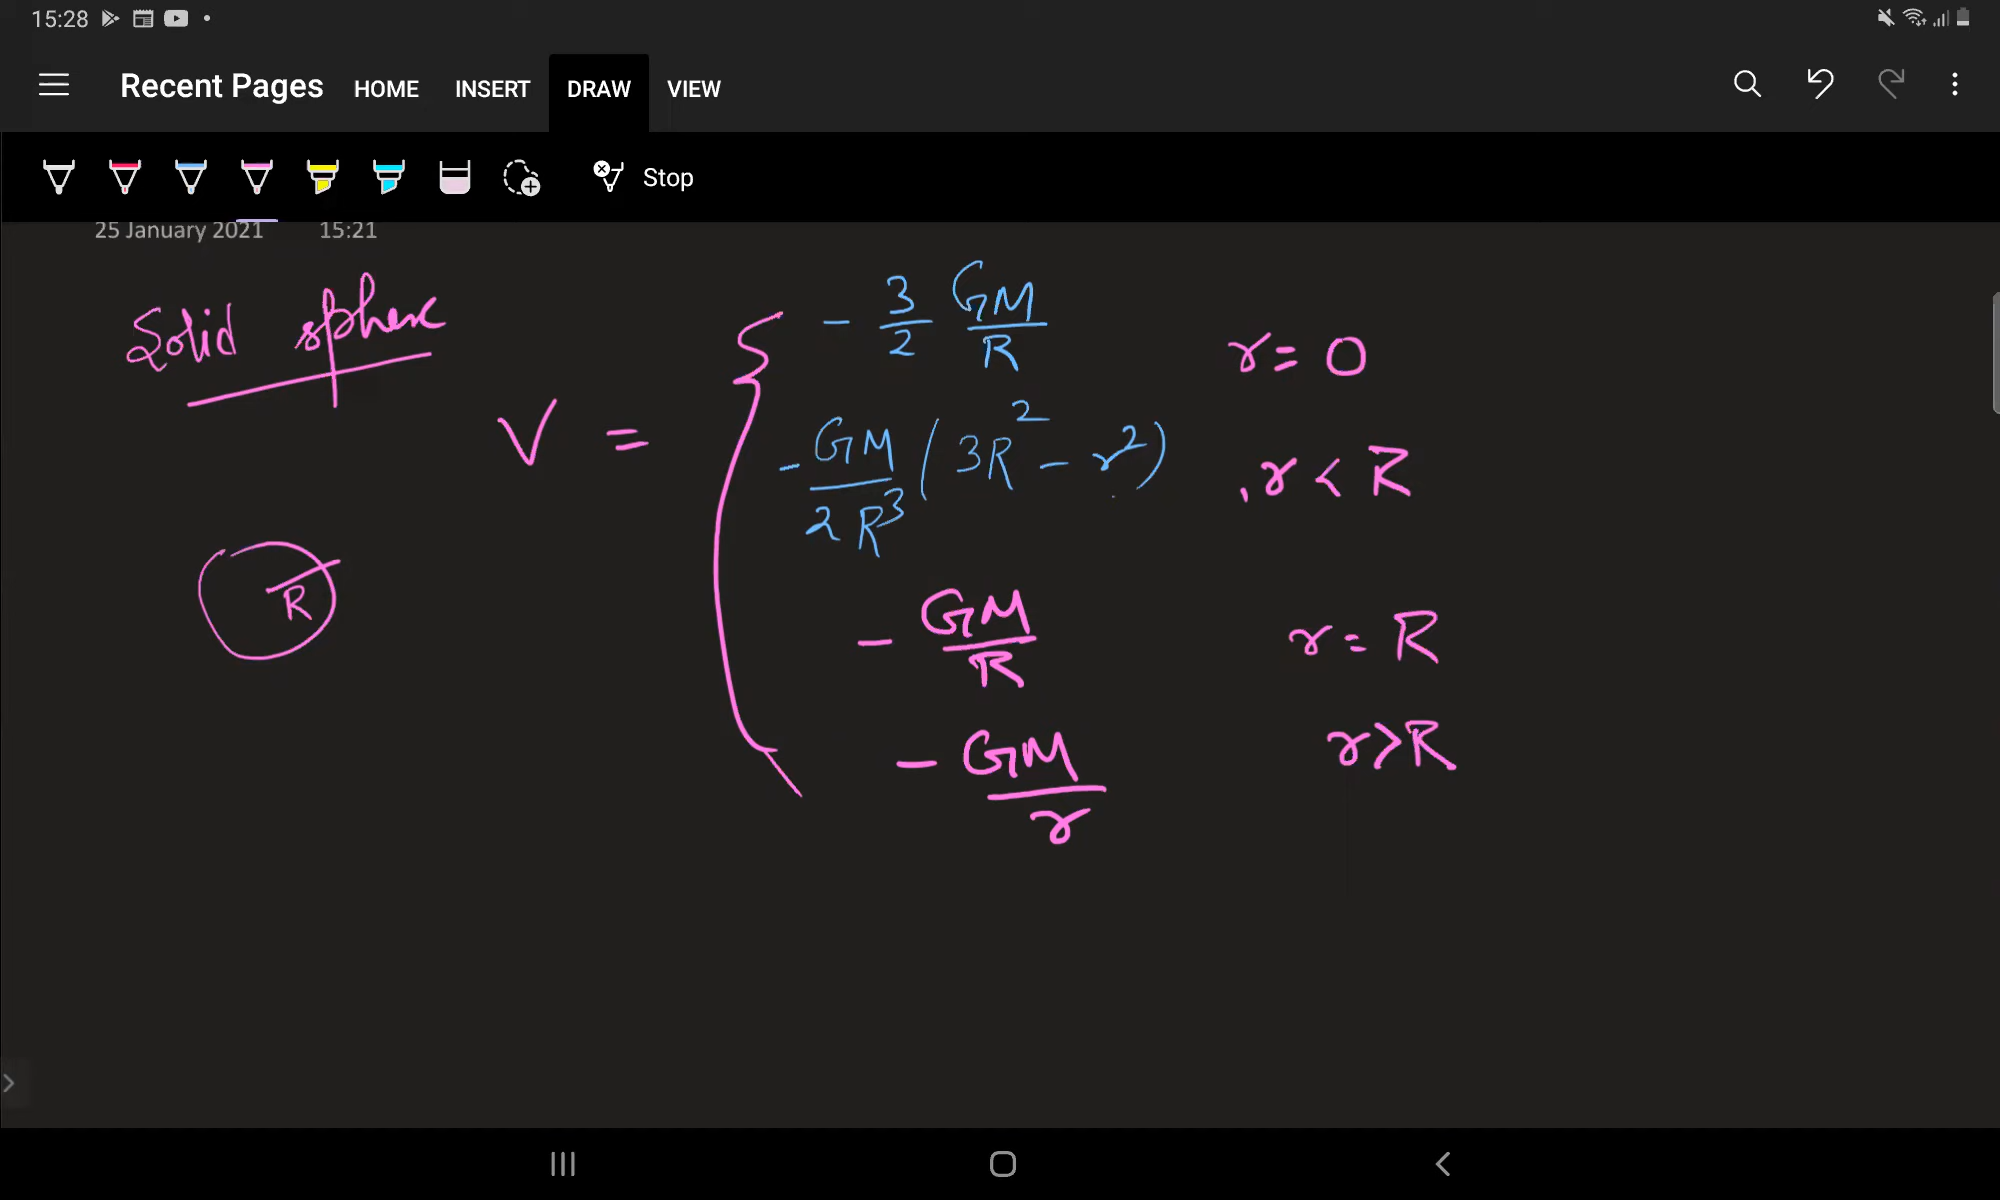 15:28
Recent Pages HOME INSERT DRAW VIEW
Stop
25 January 2021 15:21
Solid sphere
V =
- 3/2 GM/R r = 0
- GM/2R³ (3R² - r²) , r < R
R
- GM/R r = R
- GM/r r > R